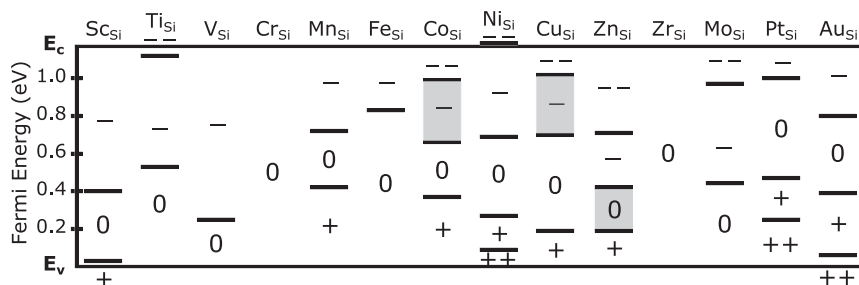 Sc_Si Ti_Si V_Si Cr_Si Mn_Si Fe_Si Co_Si Ni_Si Cu_Si Zn_Si Zr_Si Mo_Si Pt_Si Au_Si
E_c
Fermi Energy (eV)
1.0
0.8
0.6
0.4
0.2
E_v
− 0 +
−− − 0
− 0
0
− 0 +
− 0
−− − 0 +
−− − 0 + ++
−− − 0 +
−− − 0 +
0
−− − 0
− 0 + ++
− 0 + ++